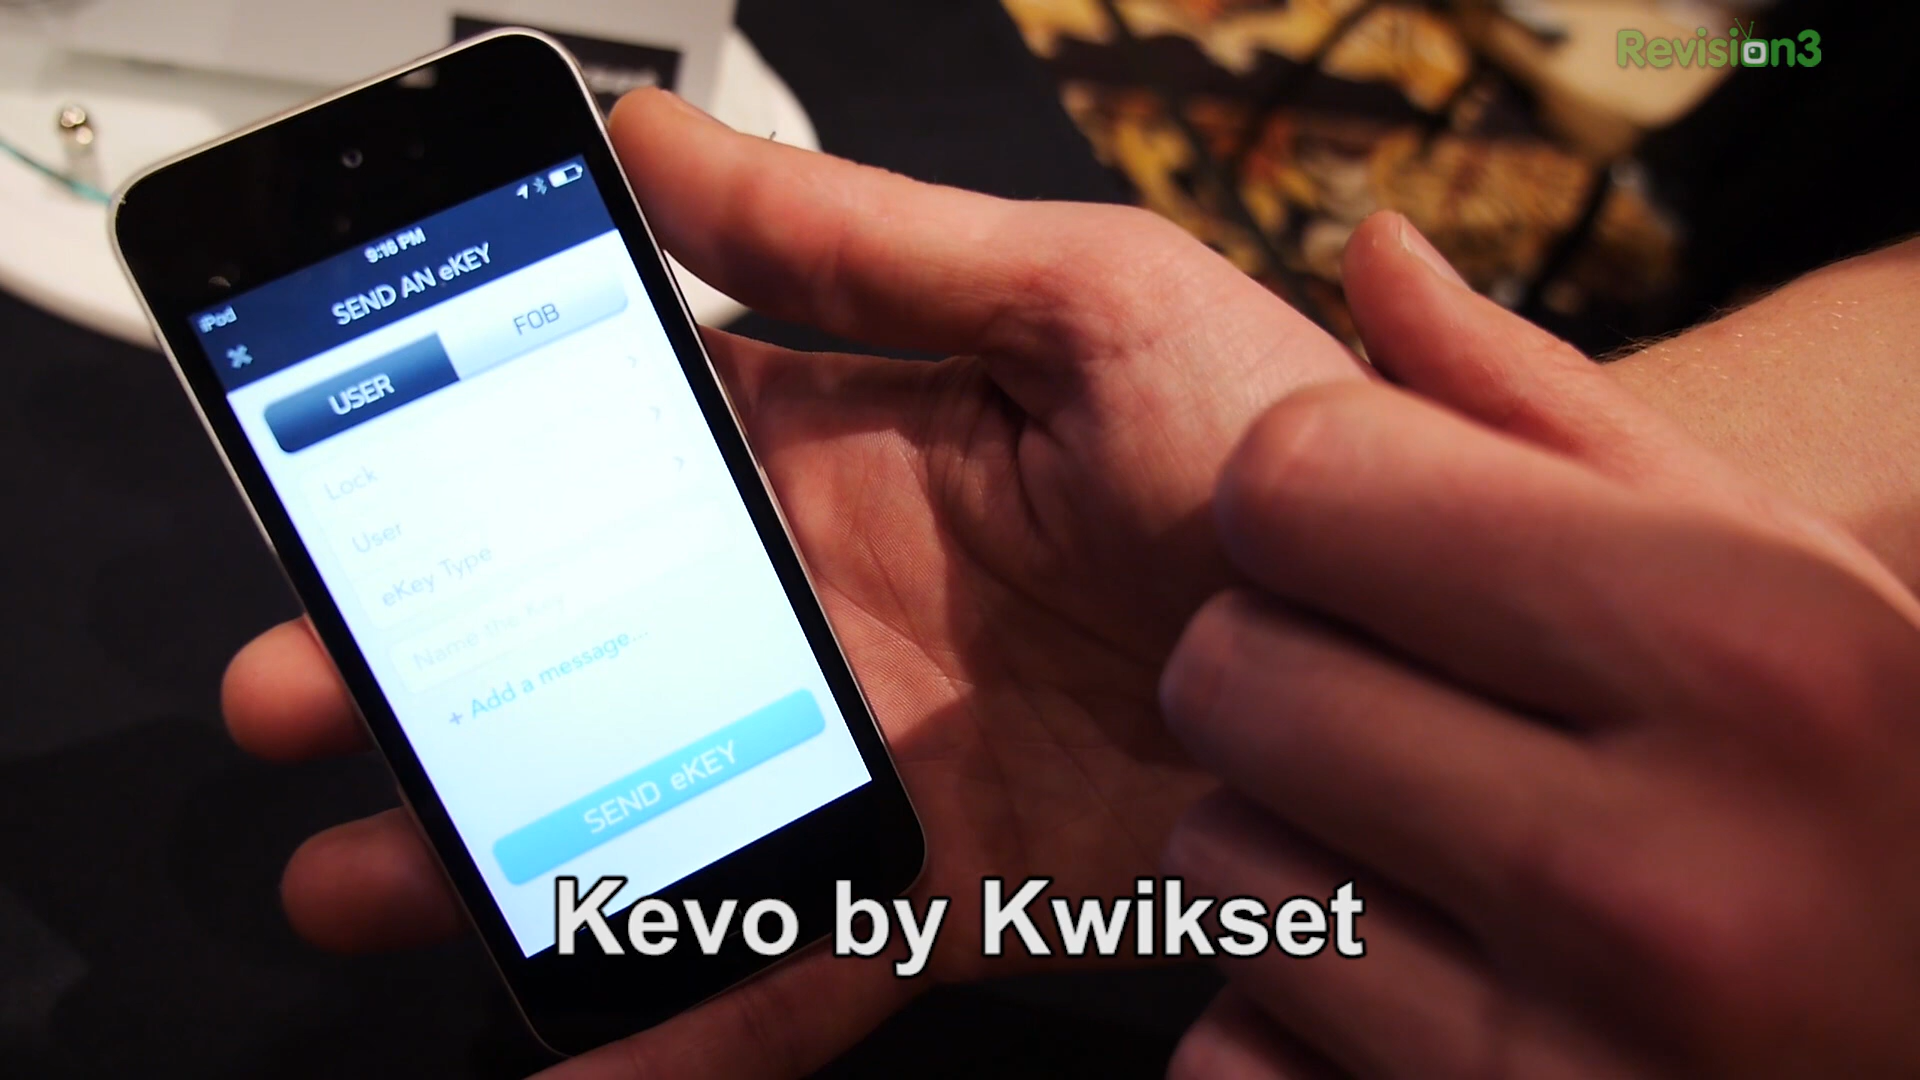 Revision3
9:16 PM
iPod
SEND AN eKEY
USER
FOB
Lock
User
eKey Type
Name the Key
+ Add a message...
SEND eKEY
Kevo by Kwikset